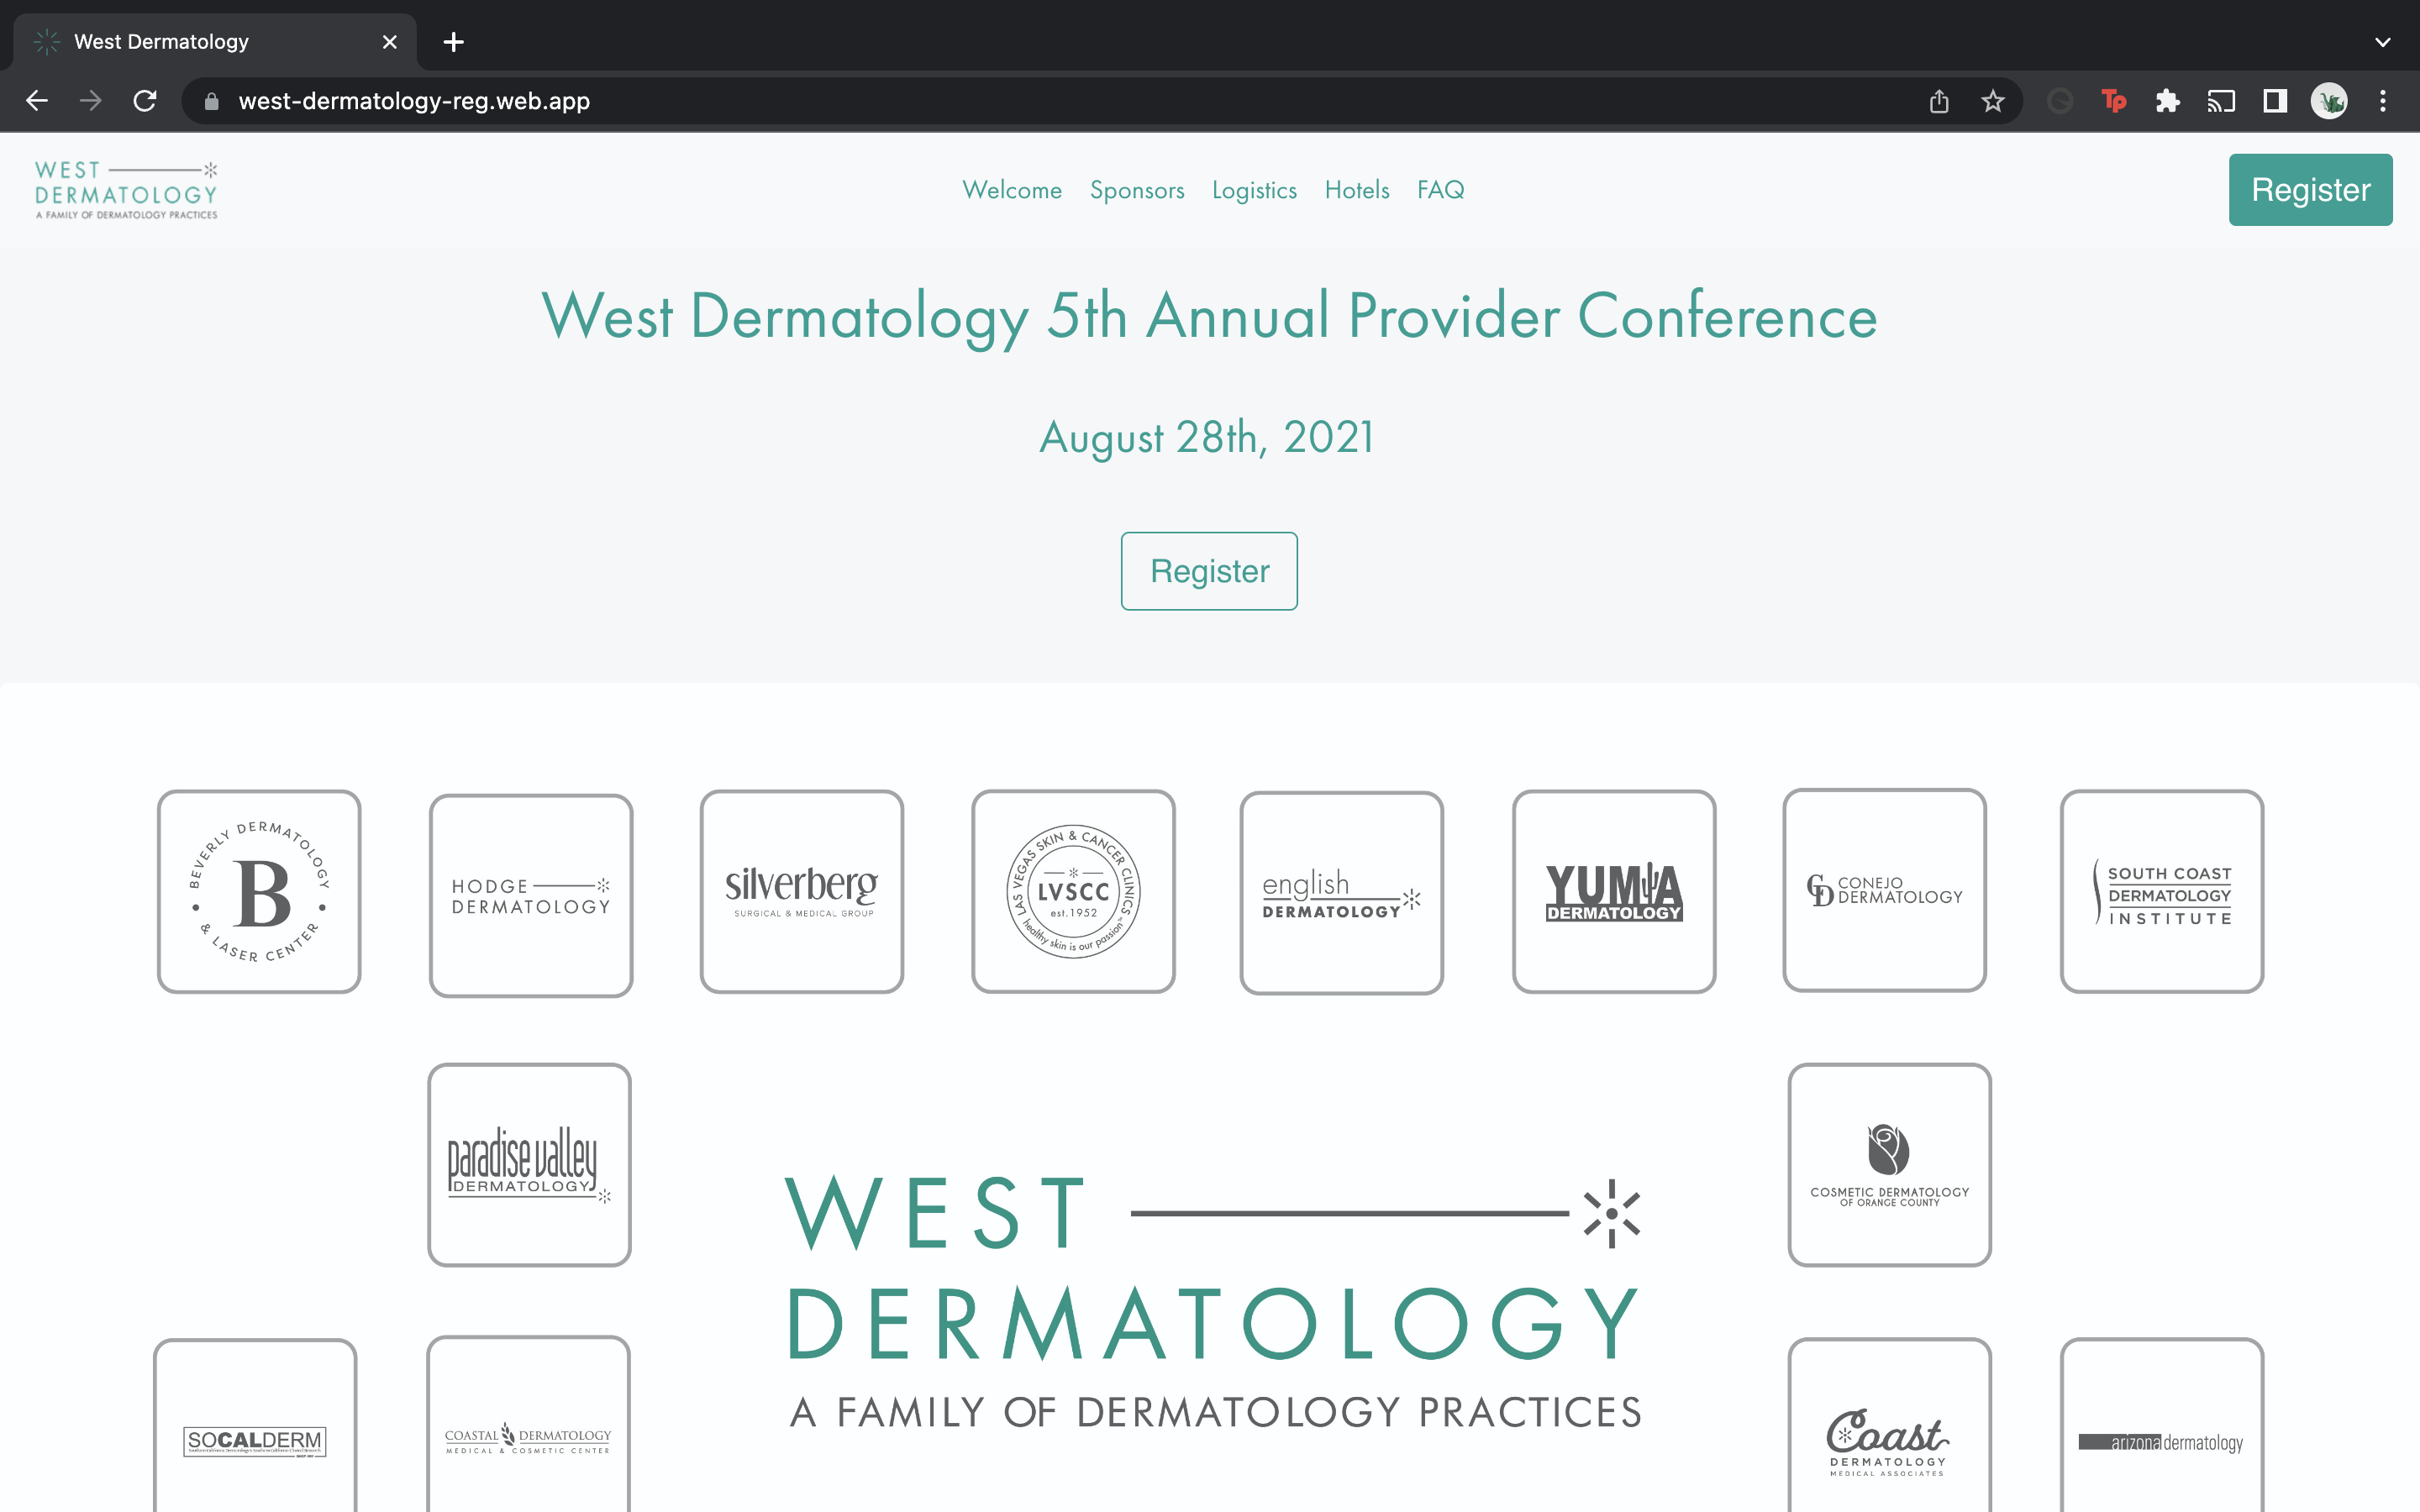 West Dermatology
west-dermatology-reg.web.app
Tp
WEST
DERMATOLOGY
A FAMILY OF DERMATOLOGY PRACTICES
Welcome Sponsors Logistics Hotels FAQ
Register
West Dermatology 5th Annual Provider Conference
August 28th, 2021
Register
BEVERLY DERMATOLOGY
B
& LASER CENTER
HODGE
DERMATOLOGY
silverberg
SURGICAL & MEDICAL GROUP
LAS VEGAS SKIN & CANCER CLINICS
LVSCC
est.1952
healthy skin is our passion
english
DERMATOLOGY
YUMA
DERMATOLOGY
CD
CONEJO
DERMATOLOGY
SOUTH COAST
DERMATOLOGY
INSTITUTE
paradise valley
DERMATOLOGY
COSMETIC DERMATOLOGY
OF ORANGE COUNTY
WEST
DERMATOLOGY
A FAMILY OF DERMATOLOGY PRACTICES
SOCALDERM
COASTAL DERMATOLOGY
MEDICAL & COSMETIC CENTER
Coast
DERMATOLOGY
MEDICAL ASSOCIATES
arizona dermatology